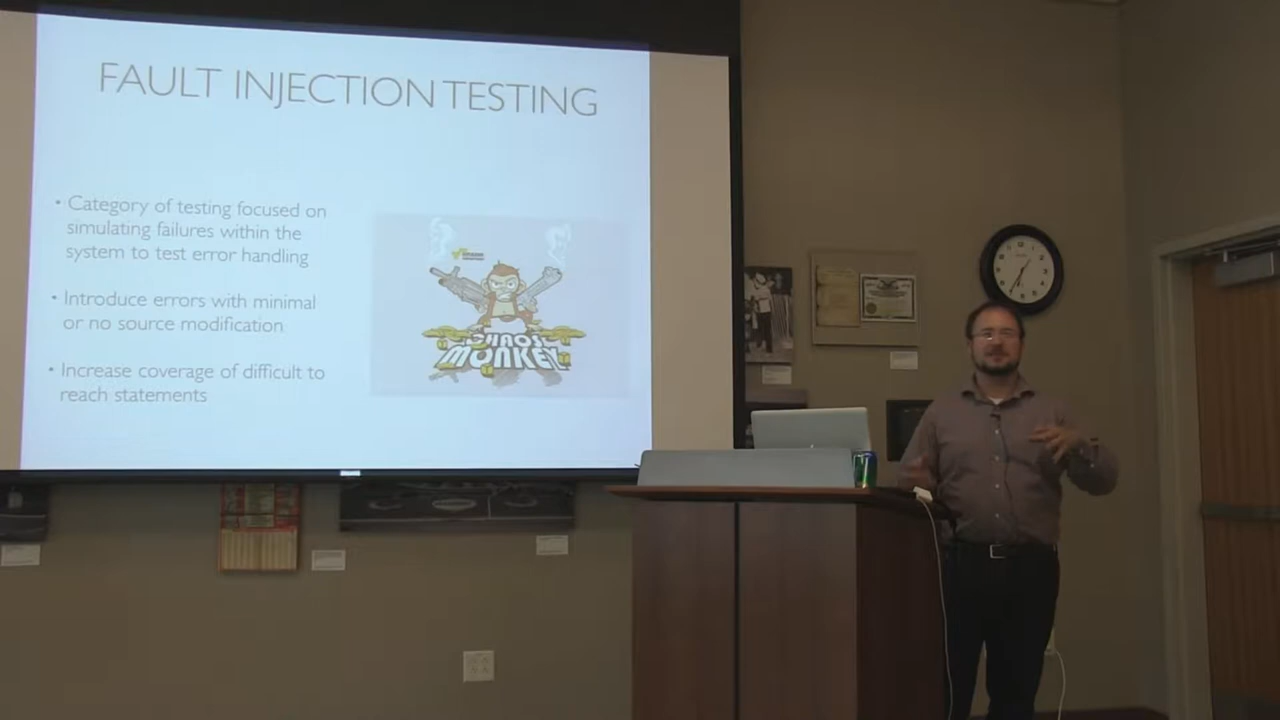 FAULT INJECTION TESTING
• Category of testing focused on
simulating failures within the
system to test error handling
• Introduce errors with minimal
or no source modification
• Increase coverage of difficult to
reach statements
CHAOS
MONKEY